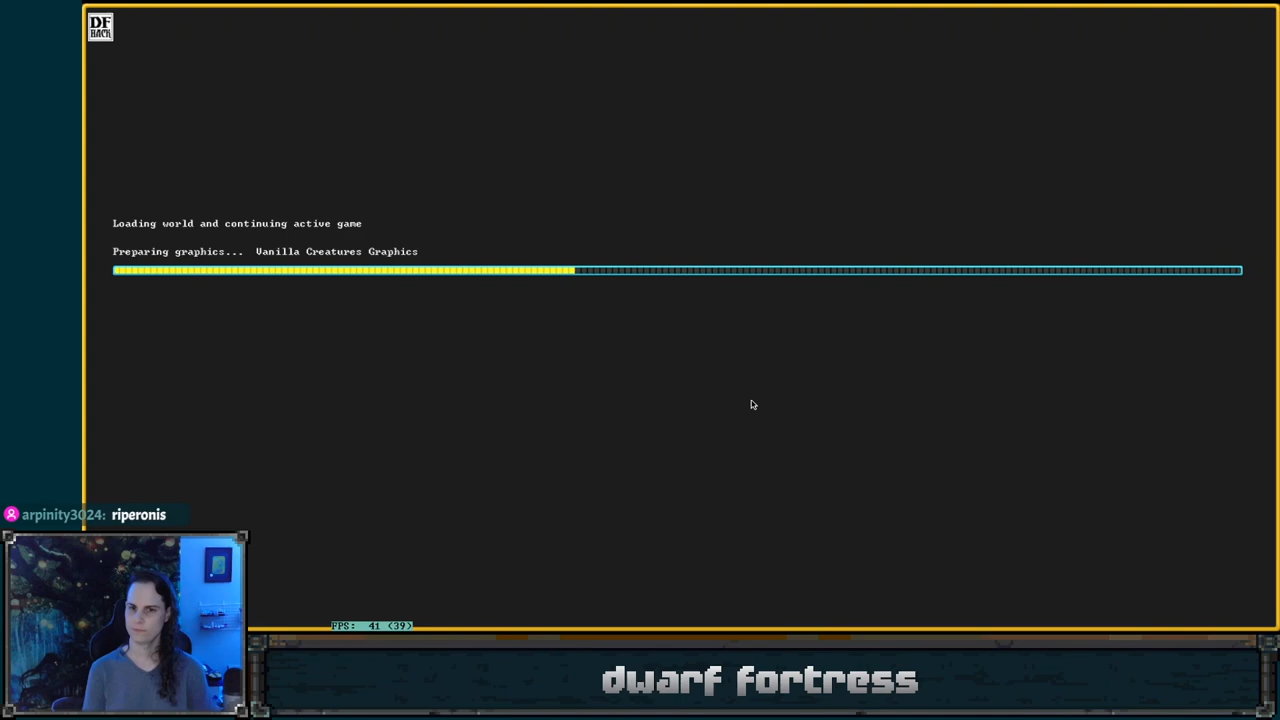 DF
HACK
Loading world and continuing active game
Preparing graphics... Vanilla Creatures Graphics
arpinity3024: riperonis
FPS: 41 (39)
dwarf fortress